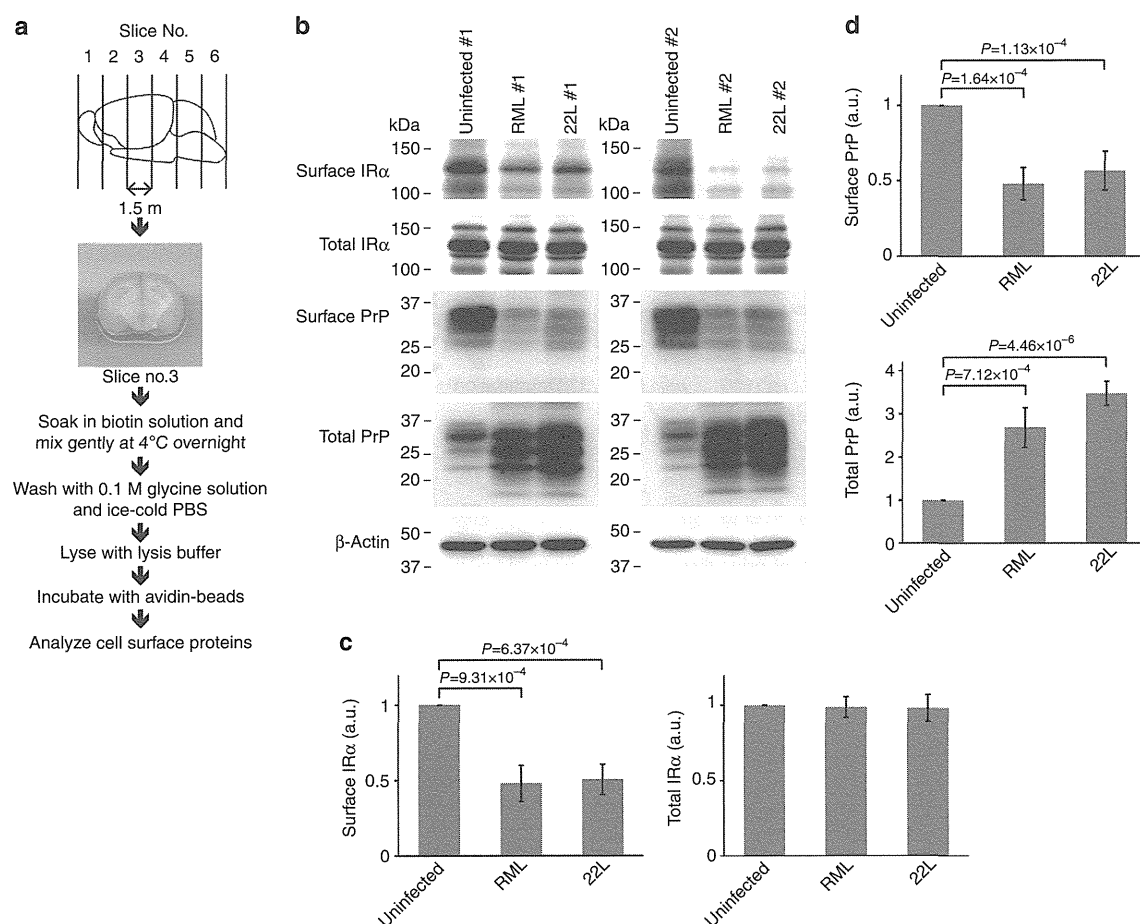 a
Slice No.
1 2 3 4 5 6
1.5 m
Slice no.3
Soak in biotin solution and
mix gently at 4°C overnight
Wash with 0.1 M glycine solution
and ice-cold PBS
Lyse with lysis buffer
Incubate with avidin-beads
Analyze cell surface proteins
b
Uninfected #1
RML #1
22L #1
Uninfected #2
RML #2
22L #2
kDa
kDa
Surface IRα
150
100
150
100
Total IRα
150
100
150
100
Surface PrP
37
25
20
37
25
20
Total PrP
37
25
20
37
25
20
β-Actin
50
37
50
37
c
P=6.37×10⁻⁴
P=9.31×10⁻⁴
Surface IRα (a.u.)
1
0.5
0
Uninfected
RML
22L
Total IRα (a.u.)
1
0.5
0
Uninfected
RML
22L
d
P=1.13×10⁻⁴
P=1.64×10⁻⁴
Surface PrP (a.u.)
1
0.5
0
Uninfected
RML
22L
P=4.46×10⁻⁶
P=7.12×10⁻⁴
Total PrP (a.u.)
4
3
2
1
0
Uninfected
RML
22L